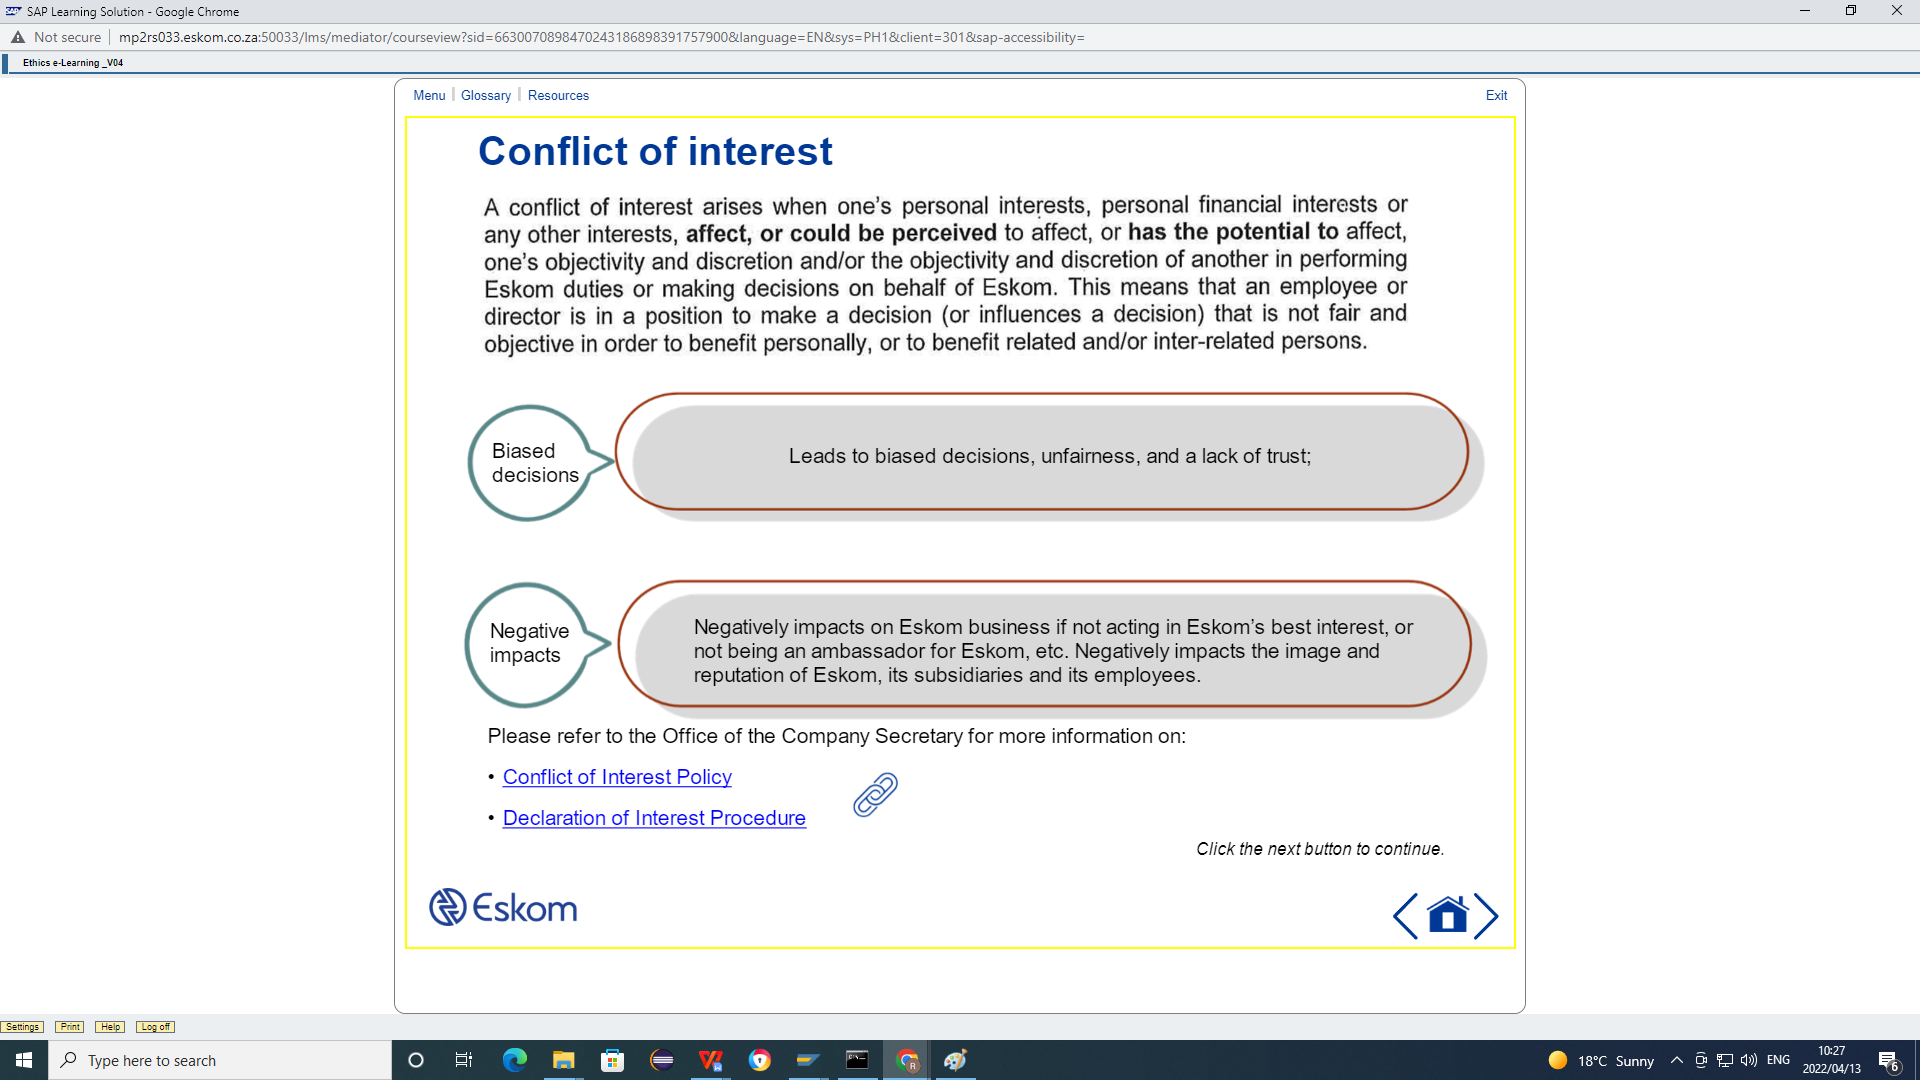 SAP Learning Solution - Google Chrome
Not secure mp2rs033.eskom.co.za:50033/lms/mediator/courseview?sid=6630070898470243186898391757900&language=EN&sys=PH1&client=301&sap-accessibility=
Ethics e-Learning _V04
Menu Glossary Resources Exit
Conflict of interest
A conflict of interest arises when one's personal interests, personal financial interests or
any other interests, affect, or could be perceived to affect, or has the potential to affect,
one's objectivity and discretion and/or the objectivity and discretion of another in performing
Eskom duties or making decisions on behalf of Eskom. This means that an employee or
director is in a position to make a decision (or influences a decision) that is not fair and
objective in order to benefit personally, or to benefit related and/or inter-related persons.
Biased
decisions
Leads to biased decisions, unfairness, and a lack of trust;
Negative
impacts
Negatively impacts on Eskom business if not acting in Eskom's best interest, or
not being an ambassador for Eskom, etc. Negatively impacts the image and
reputation of Eskom, its subsidiaries and its employees.
Please refer to the Office of the Company Secretary for more information on:
• Conflict of Interest Policy
• Declaration of Interest Procedure
Click the next button to continue.
Eskom
Settings Print Help Log off
Type here to search
18°C Sunny
ENG
10:27
2022/04/13
6